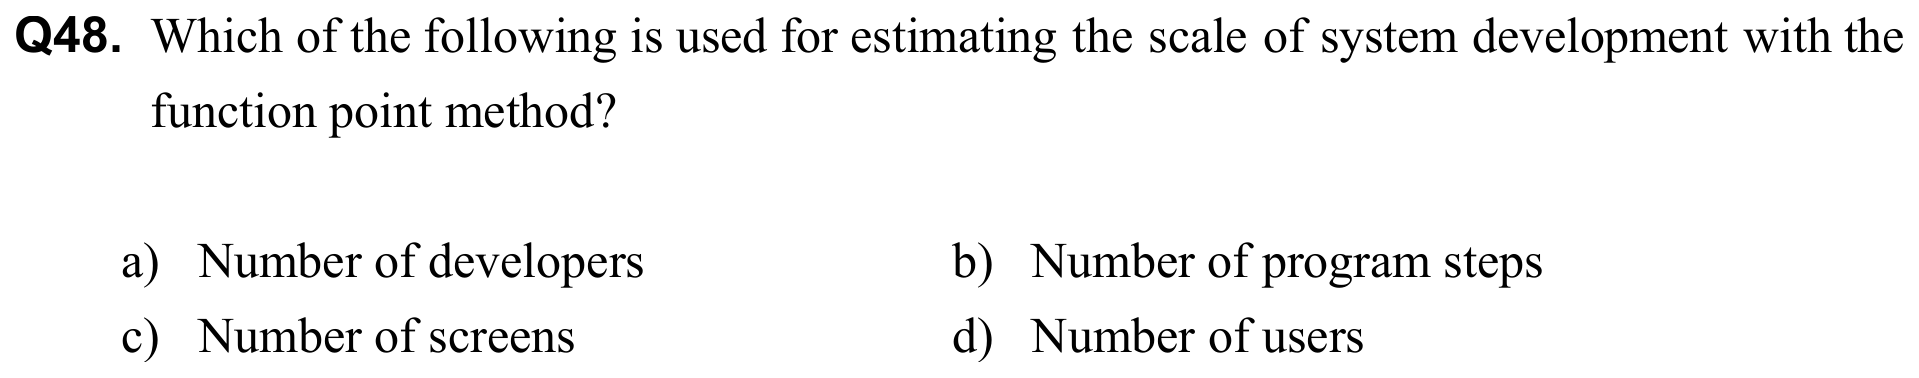 Q48. Which of the following is used for estimating the scale of system development with the
function point method?
a) Number of developers b) Number of program steps
c) Number of screens d) Number of users